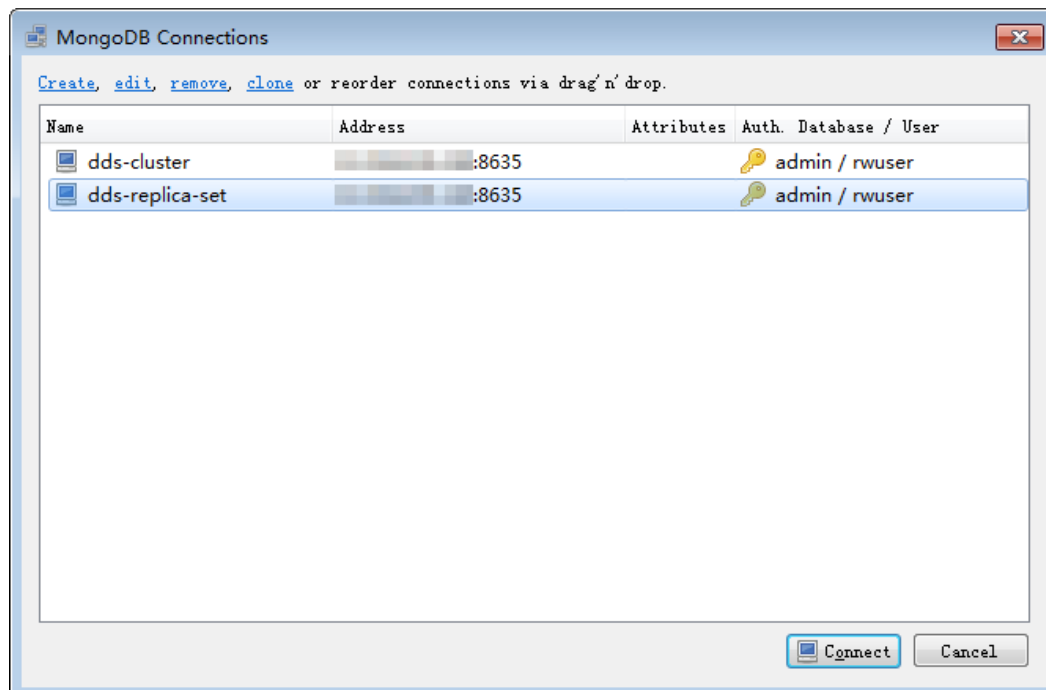 MongoDB Connections
Create, edit, remove, clone or reorder connections via drag'n'drop.
Name Address Attributes Auth. Database / User
dds-cluster :8635 admin / rwuser
dds-replica-set :8635 admin / rwuser
Connect Cancel